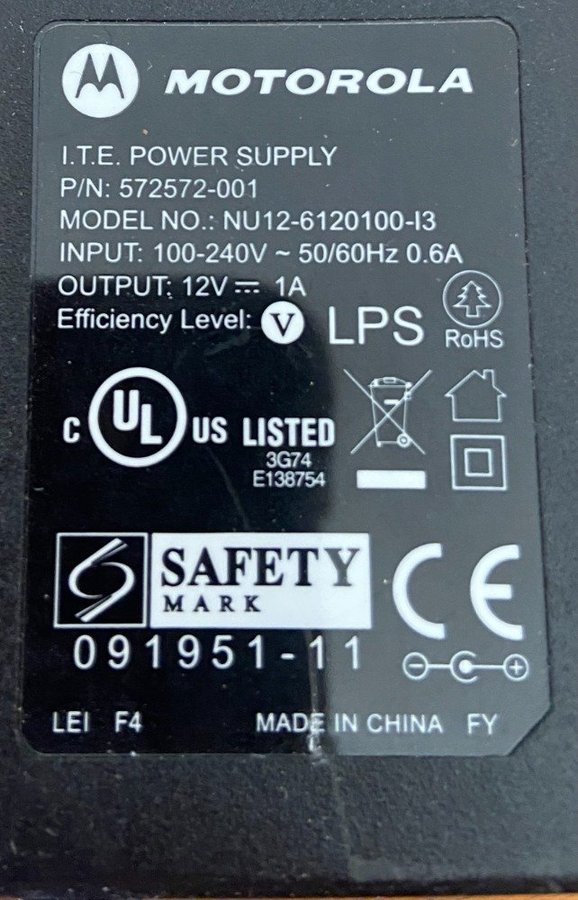 MOTOROLA
I.T.E. POWER SUPPLY
P/N: 572572-001
MODEL NO.: NU12-6120100-I3
INPUT: 100-240V ~ 50/60Hz 0.6A
OUTPUT: 12V ⎓ 1A
Efficiency Level: V LPS
RoHS
C UL US LISTED
3G74
E138754
SAFETY
MARK
CE
091951-11
LEI F4 MADE IN CHINA FY